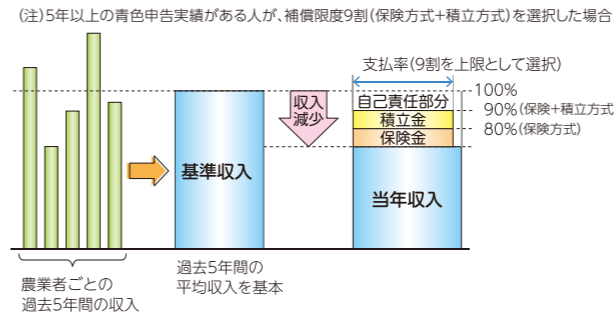 (注)5年以上の青色申告実績がある人が、補償限度9割(保険方式+積立方式)を選択した場合
支払率(9割を上限として選択)
100%
収入
減少
自己責任部分
90%(保険+積立方式
積立金
80%(保険方式)
保険金
基準収入
当年収入
農業者ごとの
過去5年間の収入
過去5年間の
平均収入を基本